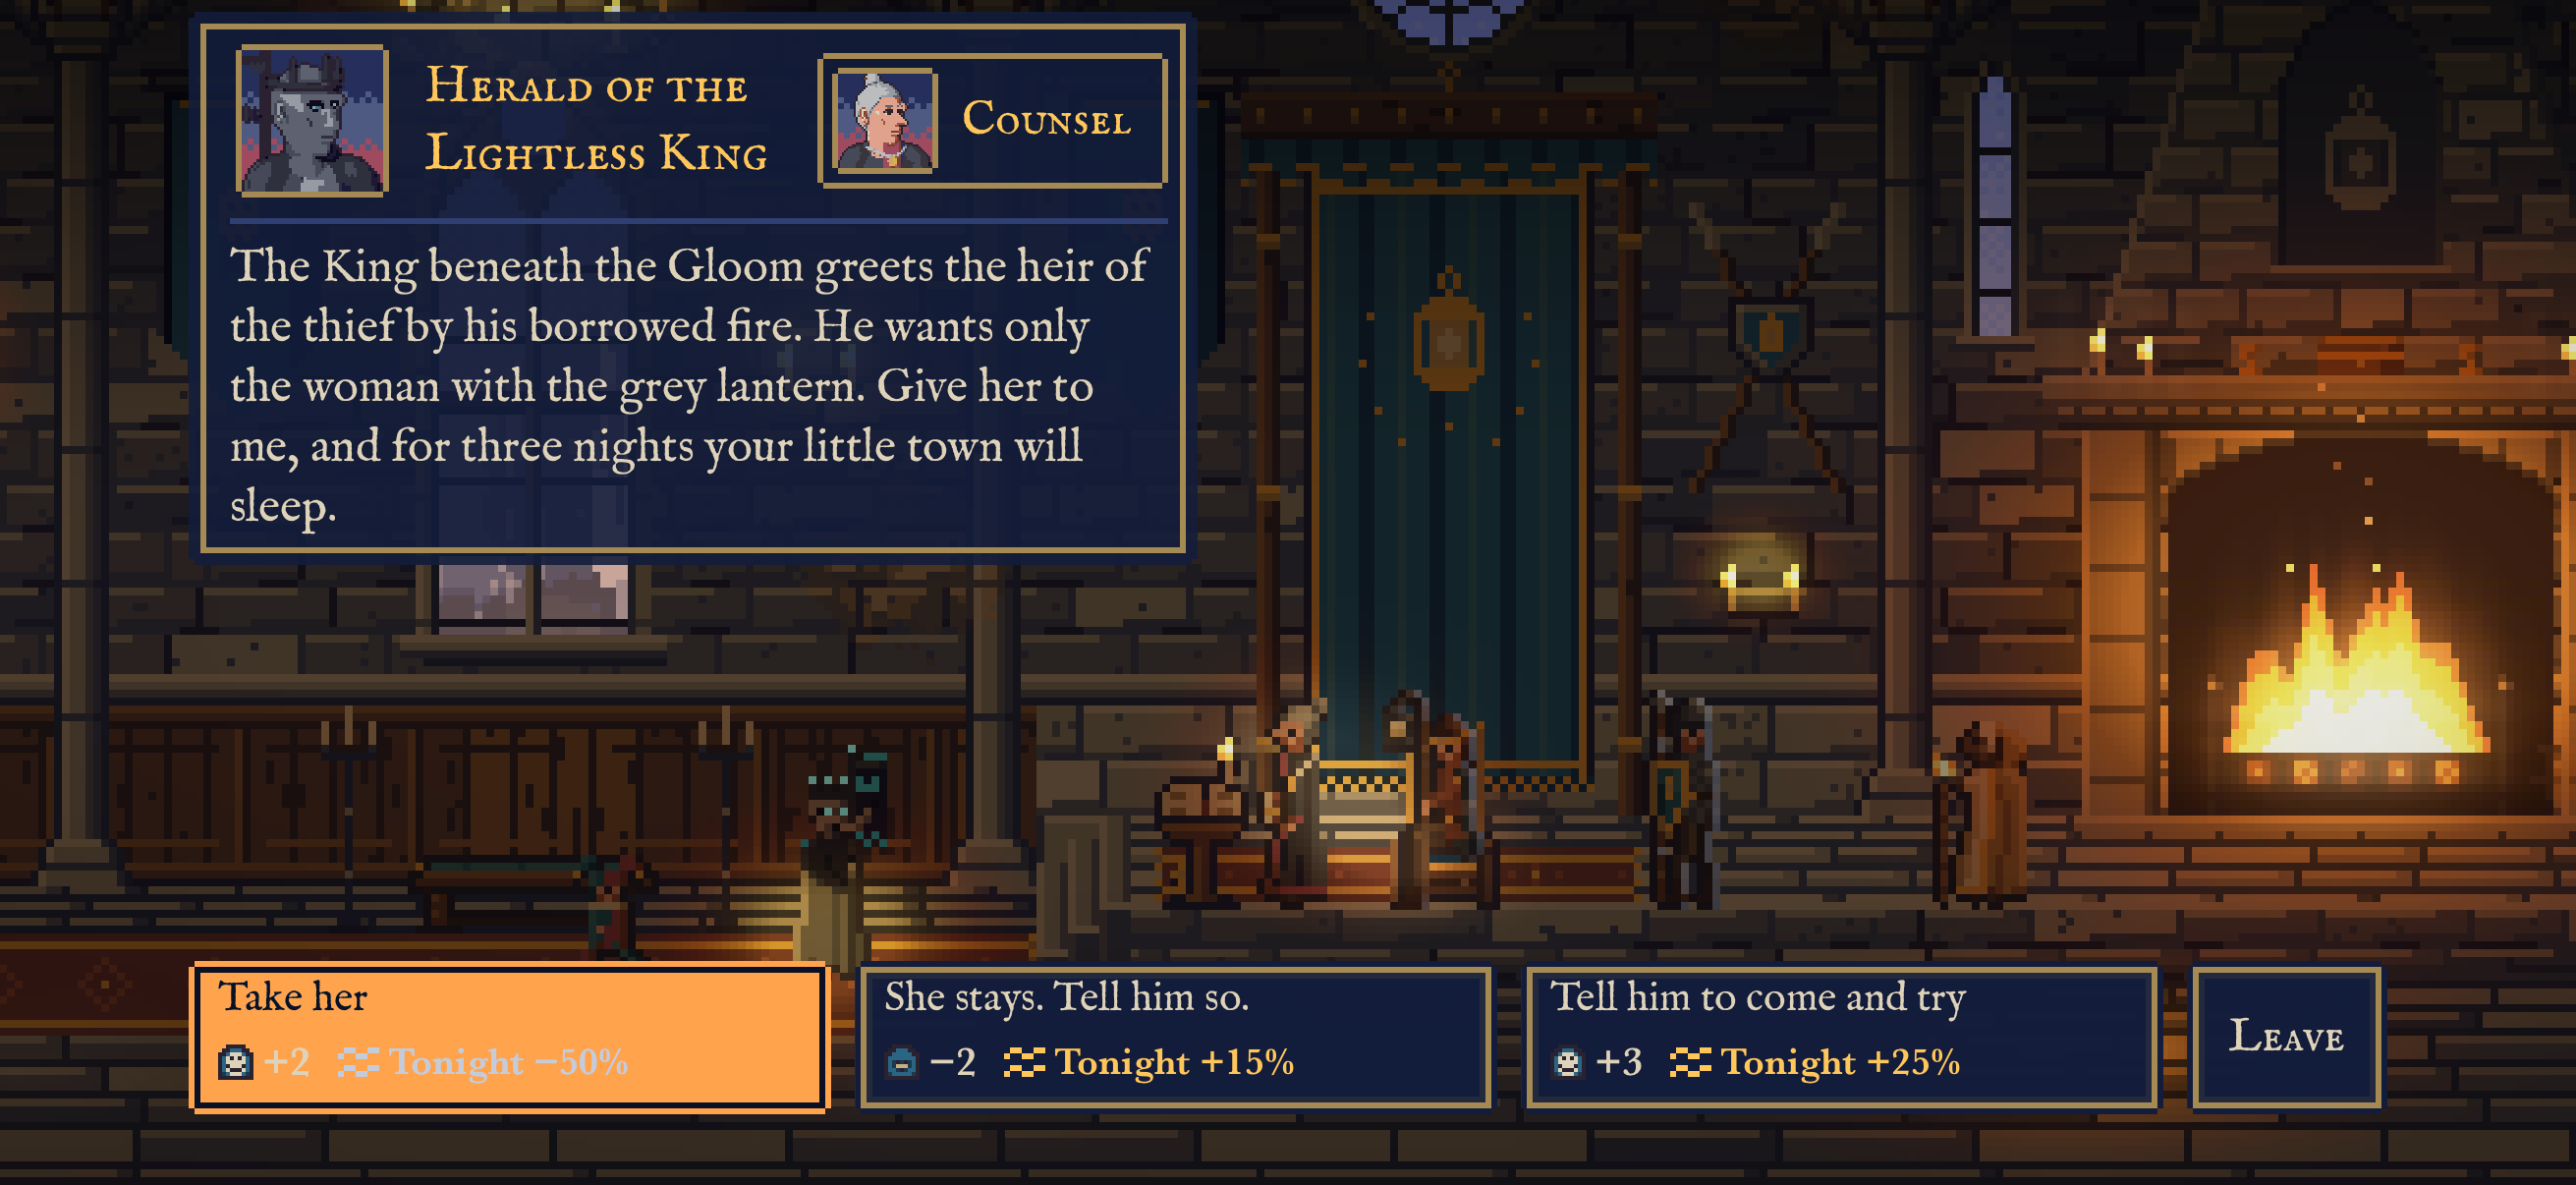 Herald of the
Lightless King
Counsel
The King beneath the Gloom greets the heir of
the thief by his borrowed fire. He wants only
the woman with the grey lantern. Give her to
me, and for three nights your little town will
sleep.
Take her
+2 Tonight −50%
She stays. Tell him so.
−2 Tonight +15%
Tell him to come and try
+3 Tonight +25%
Leave